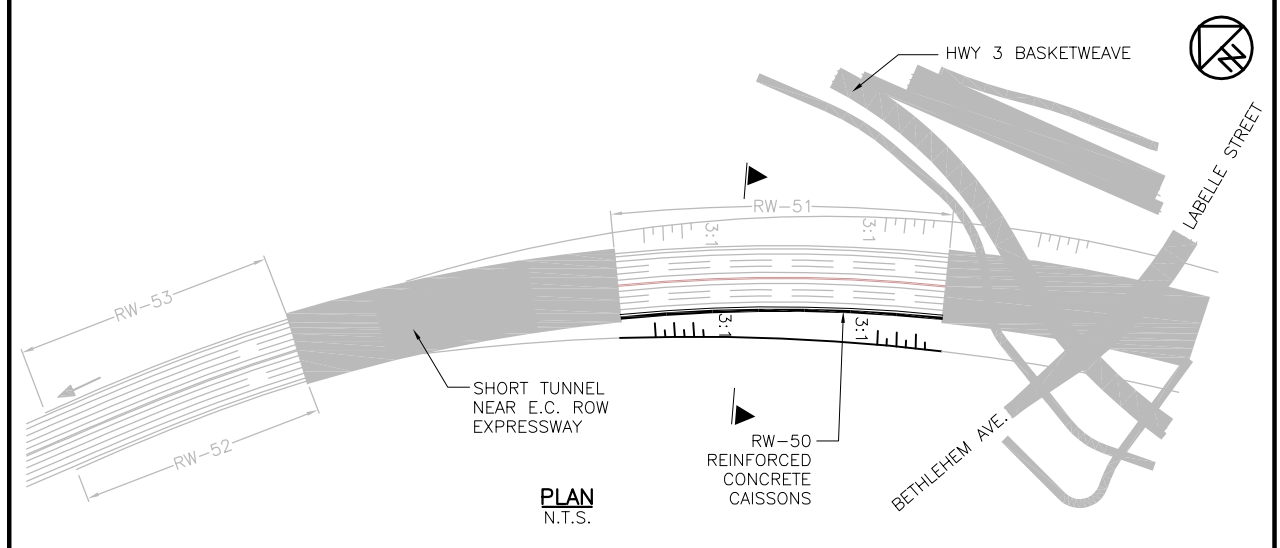 HWY 3 BASKETWEAVE
LABELLE STREET
RW-51
3:1
3:1
RW-53
3:1
3:1
SHORT TUNNEL
NEAR E.C. ROW
EXPRESSWAY
RW-52
RW-50
REINFORCED
CONCRETE
CAISSONS
BETHLEHEM AVE.
PLAN
N.T.S.